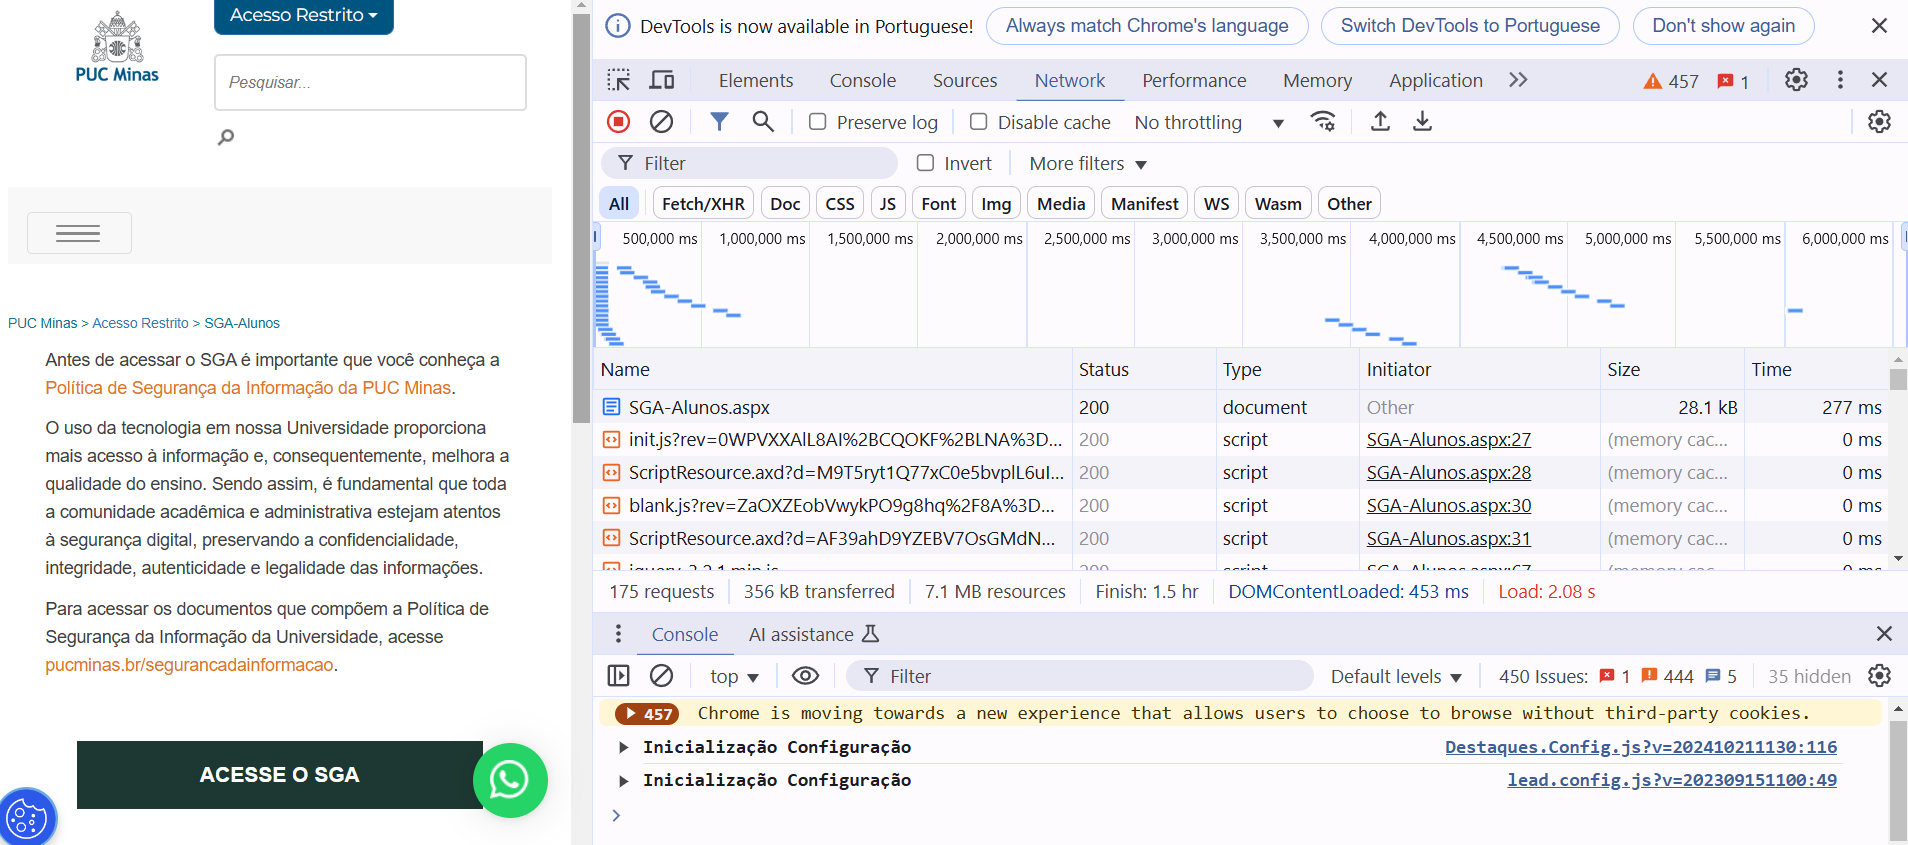 Acesso Restrito
PUC Minas
Pesquisar...
PUC Minas > Acesso Restrito > SGA-Alunos
Antes de acessar o SGA é importante que você conheça a
Política de Segurança da Informação da PUC Minas.
O uso da tecnologia em nossa Universidade proporciona
mais acesso à informação e, consequentemente, melhora a
qualidade do ensino. Sendo assim, é fundamental que toda
a comunidade acadêmica e administrativa estejam atentos
à segurança digital, preservando a confidencialidade,
integridade, autenticidade e legalidade das informações.
Para acessar os documentos que compõem a Política de
Segurança da Informação da Universidade, acesse
pucminas.br/segurancadainformacao.
ACESSE O SGA
DevTools is now available in Portuguese! Always match Chrome's language Switch DevTools to Portuguese Don't show again
Elements Console Sources Network Performance Memory Application 457 1
Preserve log Disable cache No throttling
Filter Invert More filters
All Fetch/XHR Doc CSS JS Font Img Media Manifest WS Wasm Other
500,000 ms 1,000,000 ms 1,500,000 ms 2,000,000 ms 2,500,000 ms 3,000,000 ms 3,500,000 ms 4,000,000 ms 4,500,000 ms 5,000,000 ms 5,500,000 ms 6,000,000 ms
Name Status Type Initiator Size Time
SGA-Alunos.aspx 200 document Other 28.1 kB 277 ms
init.js?rev=0WPVXXAlL8AI%2BCQOKF%2BLNA%3D... 200 script SGA-Alunos.aspx:27 (memory cac... 0 ms
ScriptResource.axd?d=M9T5ryt1Q77xC0e5bvplL6uI... 200 script SGA-Alunos.aspx:28 (memory cac... 0 ms
blank.js?rev=ZaOXZEobVwykPO9g8hq%2F8A%3D... 200 script SGA-Alunos.aspx:30 (memory cac... 0 ms
ScriptResource.axd?d=AF39ahD9YZEBV7OsGMdN... 200 script SGA-Alunos.aspx:31 (memory cac... 0 ms
175 requests 356 kB transferred 7.1 MB resources Finish: 1.5 hr DOMContentLoaded: 453 ms Load: 2.08 s
Console AI assistance
top Filter Default levels 450 Issues: 1 444 5 35 hidden
457 Chrome is moving towards a new experience that allows users to choose to browse without third-party cookies.
Inicialização Configuração Destaques.Config.js?v=202410211130:116
Inicialização Configuração lead.config.js?v=202309151100:49